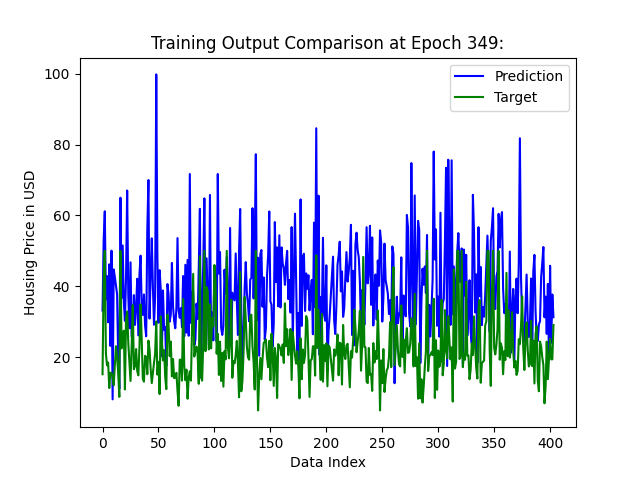 Training Output Comparison at Epoch 349:
Prediction
Target
100
80
60
40
20
Housing Price in USD
0 50 100 150 200 250 300 350 400
Data Index